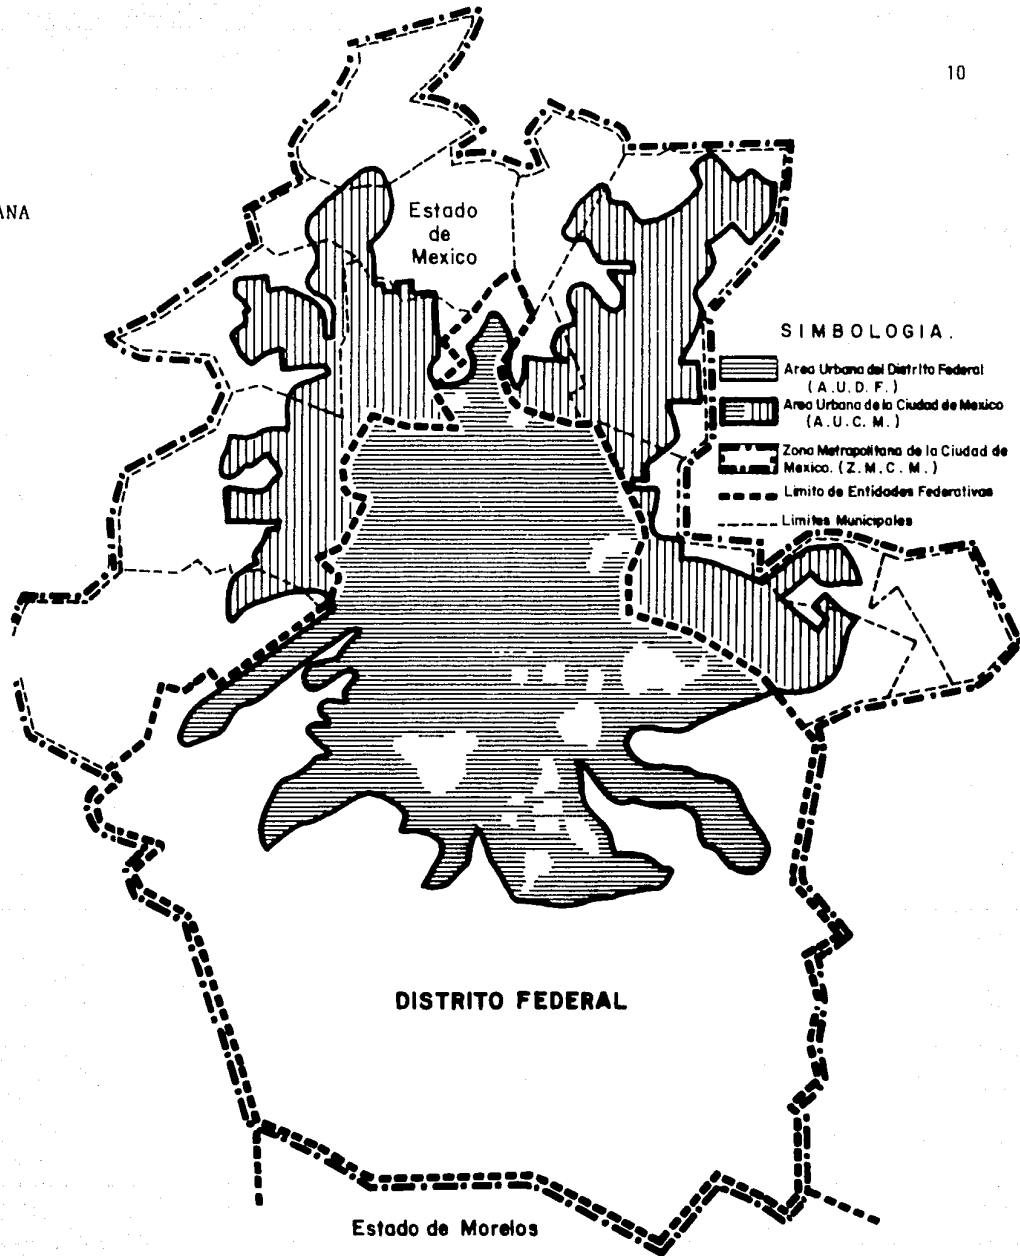 10
ANA
Estado
de
Mexico
SIMBOLOGIA.
Area Urbana del Distrito Federal
(A.U.D.F.)
Area Urbana de la Ciudad de Mexico
(A.U.C.M.)
Zona Metropolitana de la Ciudad de
Mexico. (Z.M.C.M.)
Limite de Entidades Federativas
Limites Municipales
DISTRITO FEDERAL
Estado de Morelos